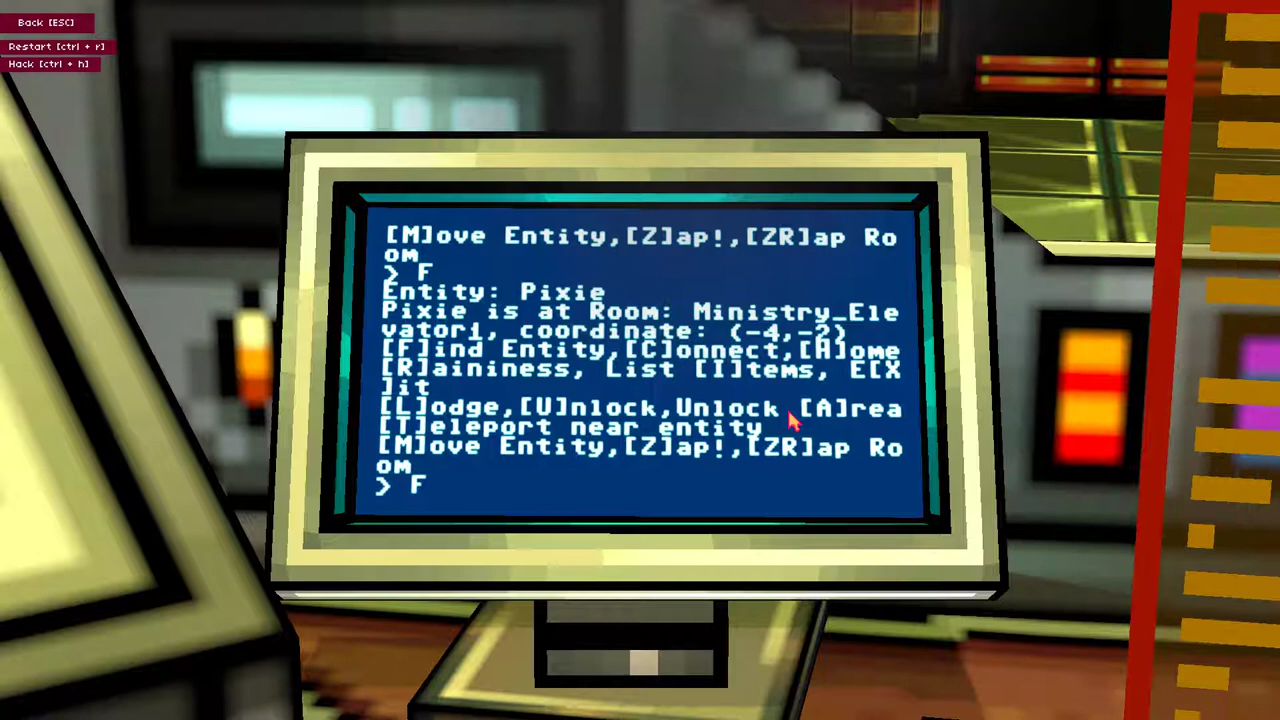 Back [ESC]
Restart [ctrl + r]
Hack [ctrl + h]
[M]ove Entity,[Z]ap!,[ZR]ap Ro
om
> F
Entity: Pixie
Pixie is at Room: Ministry_Ele
vator1, coordinate: (-4,-2)
[F]ind Entity,[C]onnect,[H]ome
[R]aininess, List [I]tems, E[X
]it
[L]odge,[U]nlock,Unlock [A]rea
[T]eleport near entity
[M]ove Entity,[Z]ap!,[ZR]ap Ro
om
> F